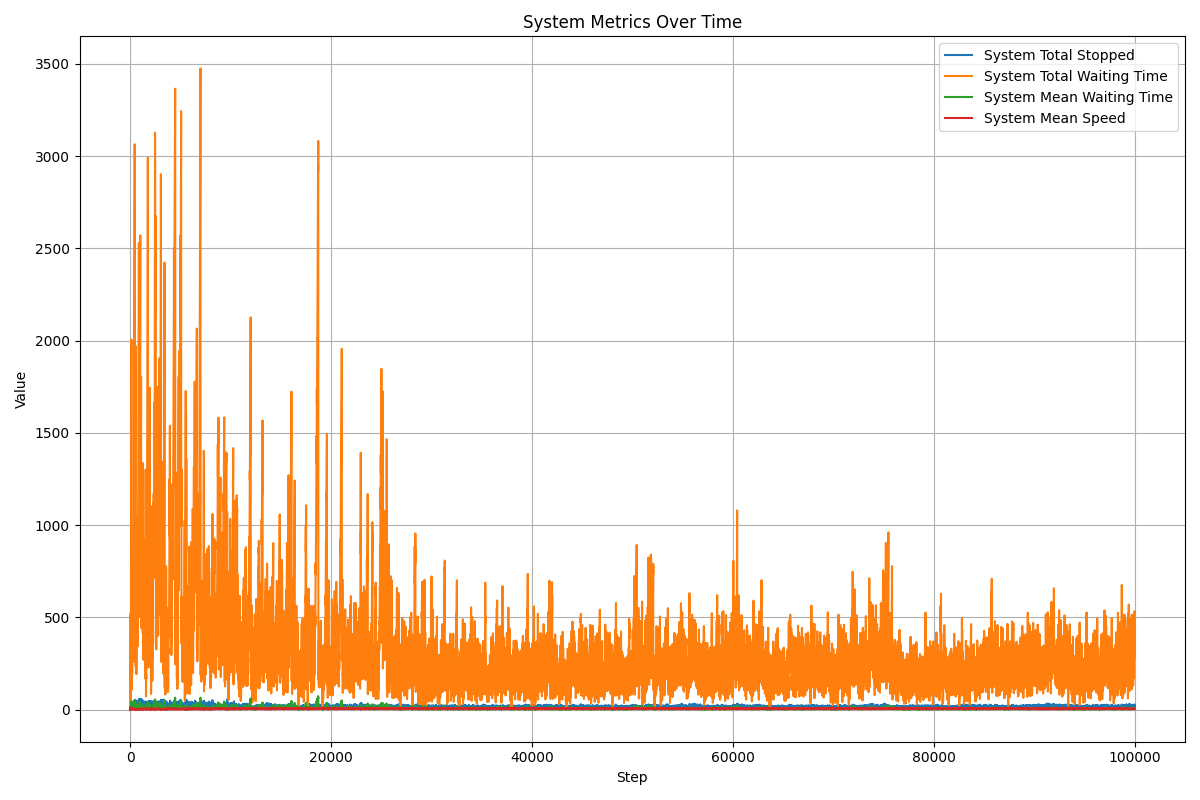 System Metrics Over Time
System Total Stopped
System Total Waiting Time
System Mean Waiting Time
System Mean Speed
Value
3500
3000
2500
2000
1500
1000
500
0
0 20000 40000 60000 80000 100000
Step